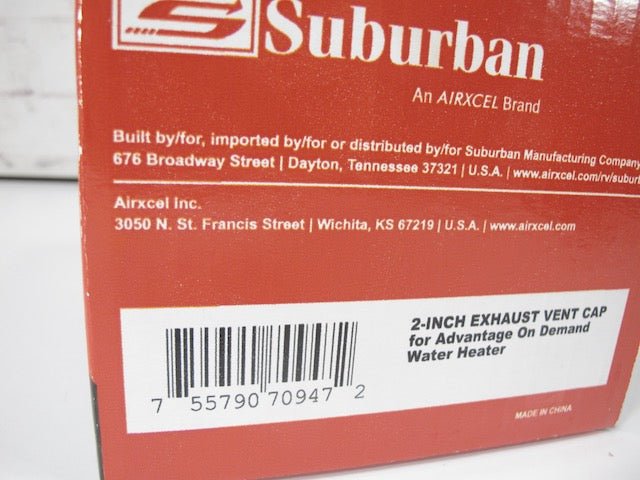 Suburban
An AIRXCEL Brand
Built by/for, imported by/for or distributed by/for Suburban Manufacturing Company
676 Broadway Street | Dayton, Tennessee 37321 | U.S.A. | www.airxcel.com/rv/suburb
Airxcel Inc.
3050 N. St. Francis Street | Wichita, KS 67219 | U.S.A. | www.airxcel.com
2-INCH EXHAUST VENT CAP
for Advantage On Demand
Water Heater
7 55790 70947 2
MADE IN CHINA